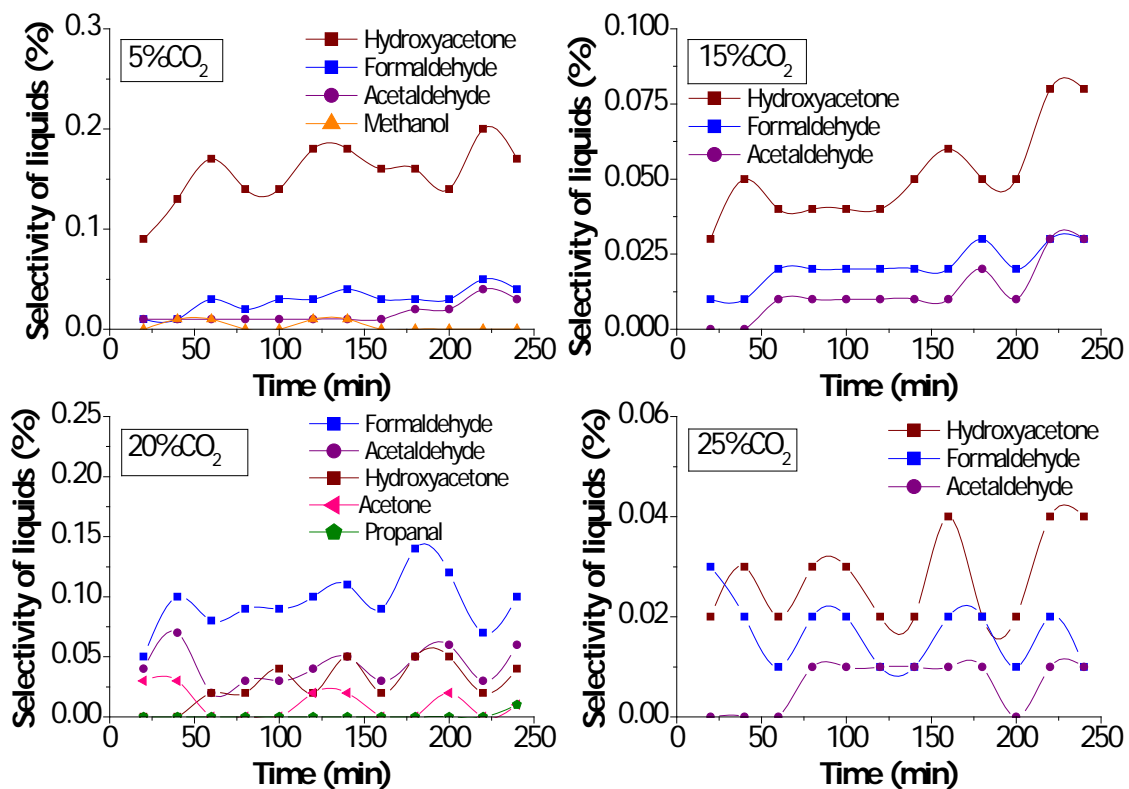 Selectivity of liquids (%)
0.3
0.2
0.1
0.0
5%CO2
Hydroxyacetone
Formaldehyde
Acetaldehyde
Methanol
0 50 100 150 200 250
Time (min)
Selectivity of liquids (%)
0.100
0.075
0.050
0.025
0.000
15%CO2
Hydroxyacetone
Formaldehyde
Acetaldehyde
0 50 100 150 200 250
Time (min)
Selectivity of liquids (%)
0.25
0.20
0.15
0.10
0.05
0.00
20%CO2
Formaldehyde
Acetaldehyde
Hydroxyacetone
Acetone
Propanal
0 50 100 150 200 250
Time (min)
Selectivity of liquids (%)
0.06
0.04
0.02
0.00
25%CO2
Hydroxyacetone
Formaldehyde
Acetaldehyde
0 50 100 150 200 250
Time (min)